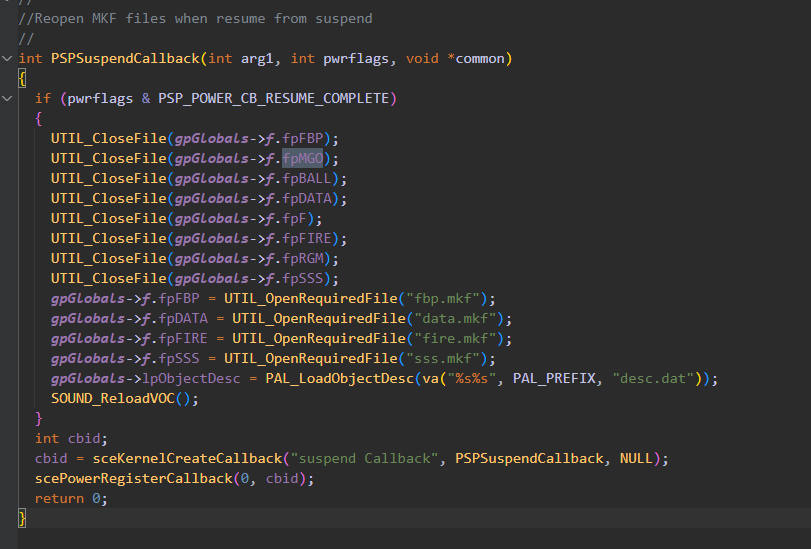 //
//Reopen MKF files when resume from suspend
//
int PSPSuspendCallback(int arg1, int pwrflags, void *common)
{
if (pwrflags & PSP_POWER_CB_RESUME_COMPLETE)
{
UTIL_CloseFile(gpGlobals->f.fpFBP);
UTIL_CloseFile(gpGlobals->f.fpMGO);
UTIL_CloseFile(gpGlobals->f.fpBALL);
UTIL_CloseFile(gpGlobals->f.fpDATA);
UTIL_CloseFile(gpGlobals->f.fpF);
UTIL_CloseFile(gpGlobals->f.fpFIRE);
UTIL_CloseFile(gpGlobals->f.fpRGM);
UTIL_CloseFile(gpGlobals->f.fpSSS);
gpGlobals->f.fpFBP = UTIL_OpenRequiredFile("fbp.mkf");
gpGlobals->f.fpDATA = UTIL_OpenRequiredFile("data.mkf");
gpGlobals->f.fpFIRE = UTIL_OpenRequiredFile("fire.mkf");
gpGlobals->f.fpSSS = UTIL_OpenRequiredFile("sss.mkf");
gpGlobals->lpObjectDesc = PAL_LoadObjectDesc(va("%s%s", PAL_PREFIX, "desc.dat"));
SOUND_ReloadVOC();
}
int cbid;
cbid = sceKernelCreateCallback("suspend Callback", PSPSuspendCallback, NULL);
scePowerRegisterCallback(0, cbid);
return 0;
}